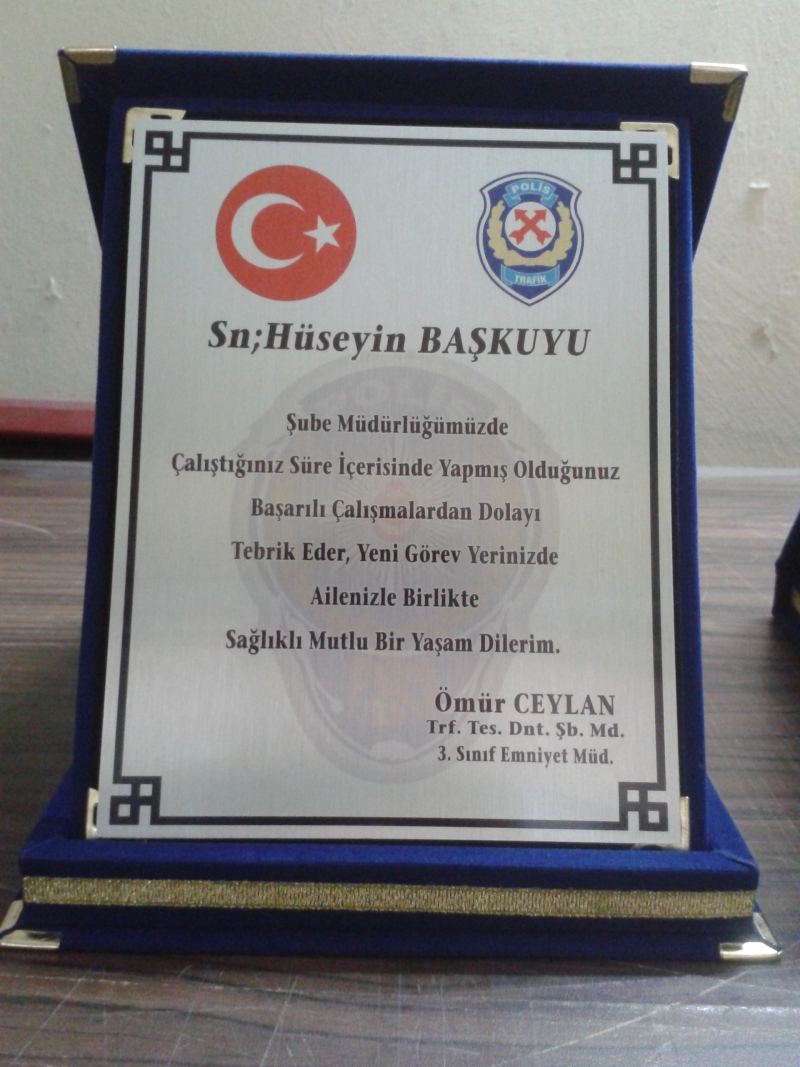 POLİS
TRAFİK
Sn;Hüseyin BAŞKUYU
Şube Müdürlüğümüzde
Çalıştığınız Süre İçerisinde Yapmış Olduğunuz
Başarılı Çalışmalardan Dolayı
Tebrik Eder, Yeni Görev Yerinizde
Ailenizle Birlikte
Sağlıklı Mutlu Bir Yaşam Dilerim.
Ömür CEYLAN
Trf. Tes. Dnt. Şb. Md.
3. Sınıf Emniyet Müd.